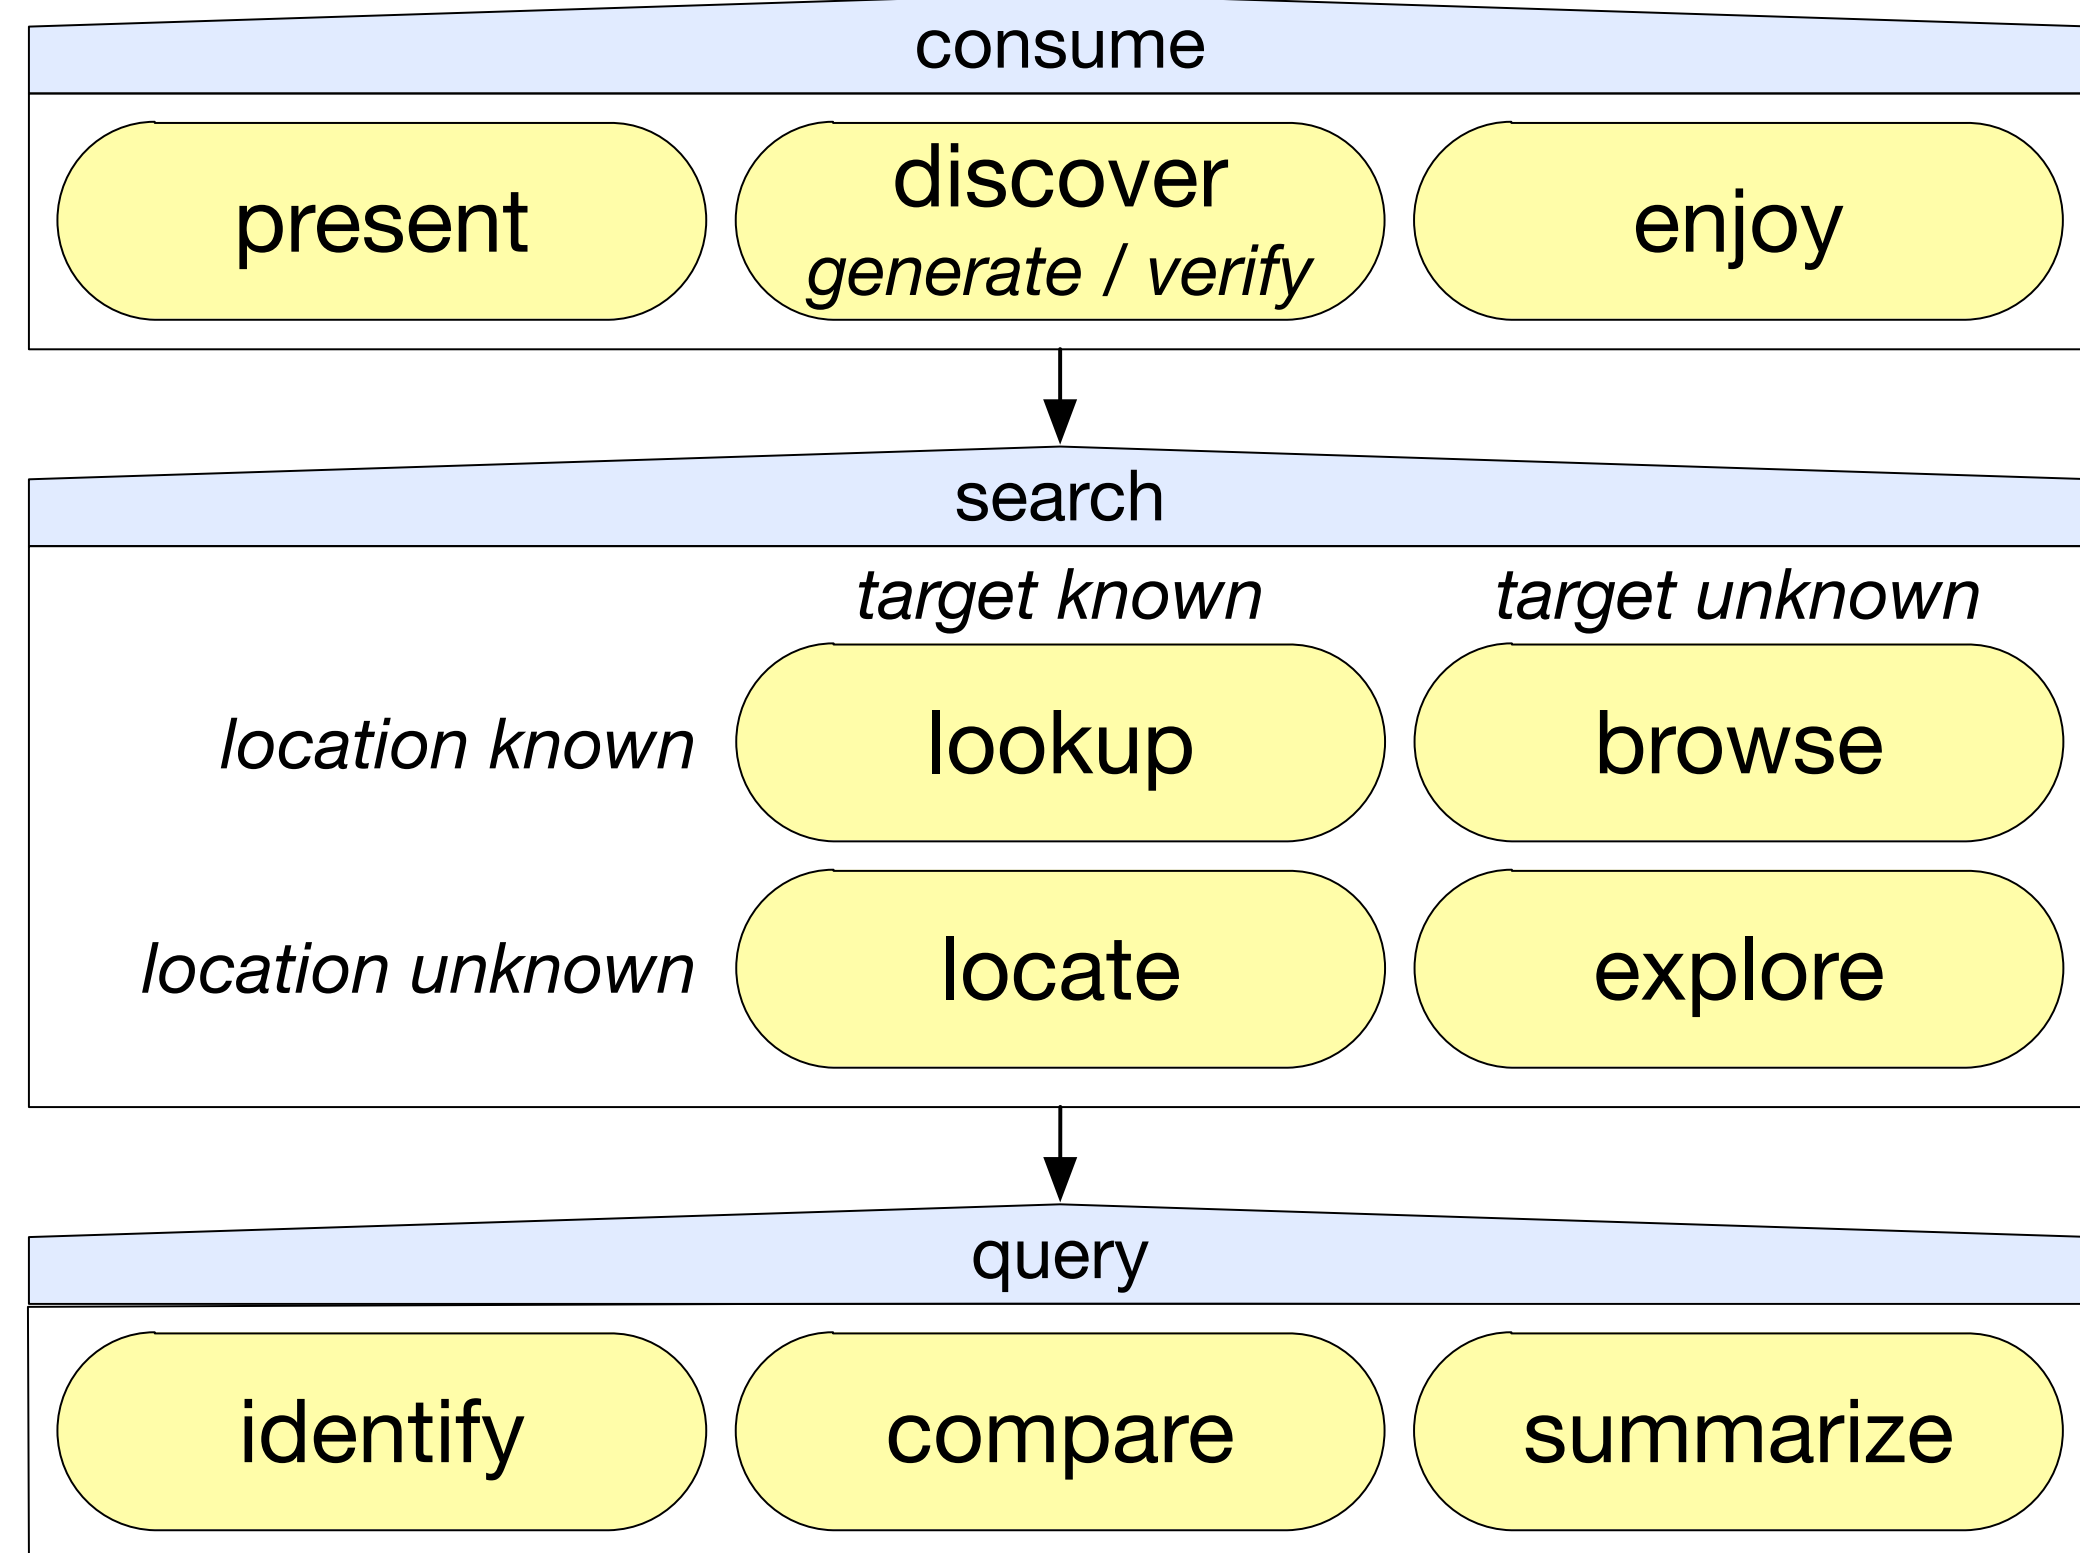 consume
present
discover
enjoy
generate / verify
search
target known
target unknown
location known
lookup
browse
location unknown
locate
explore
query
identify
compare
summarize